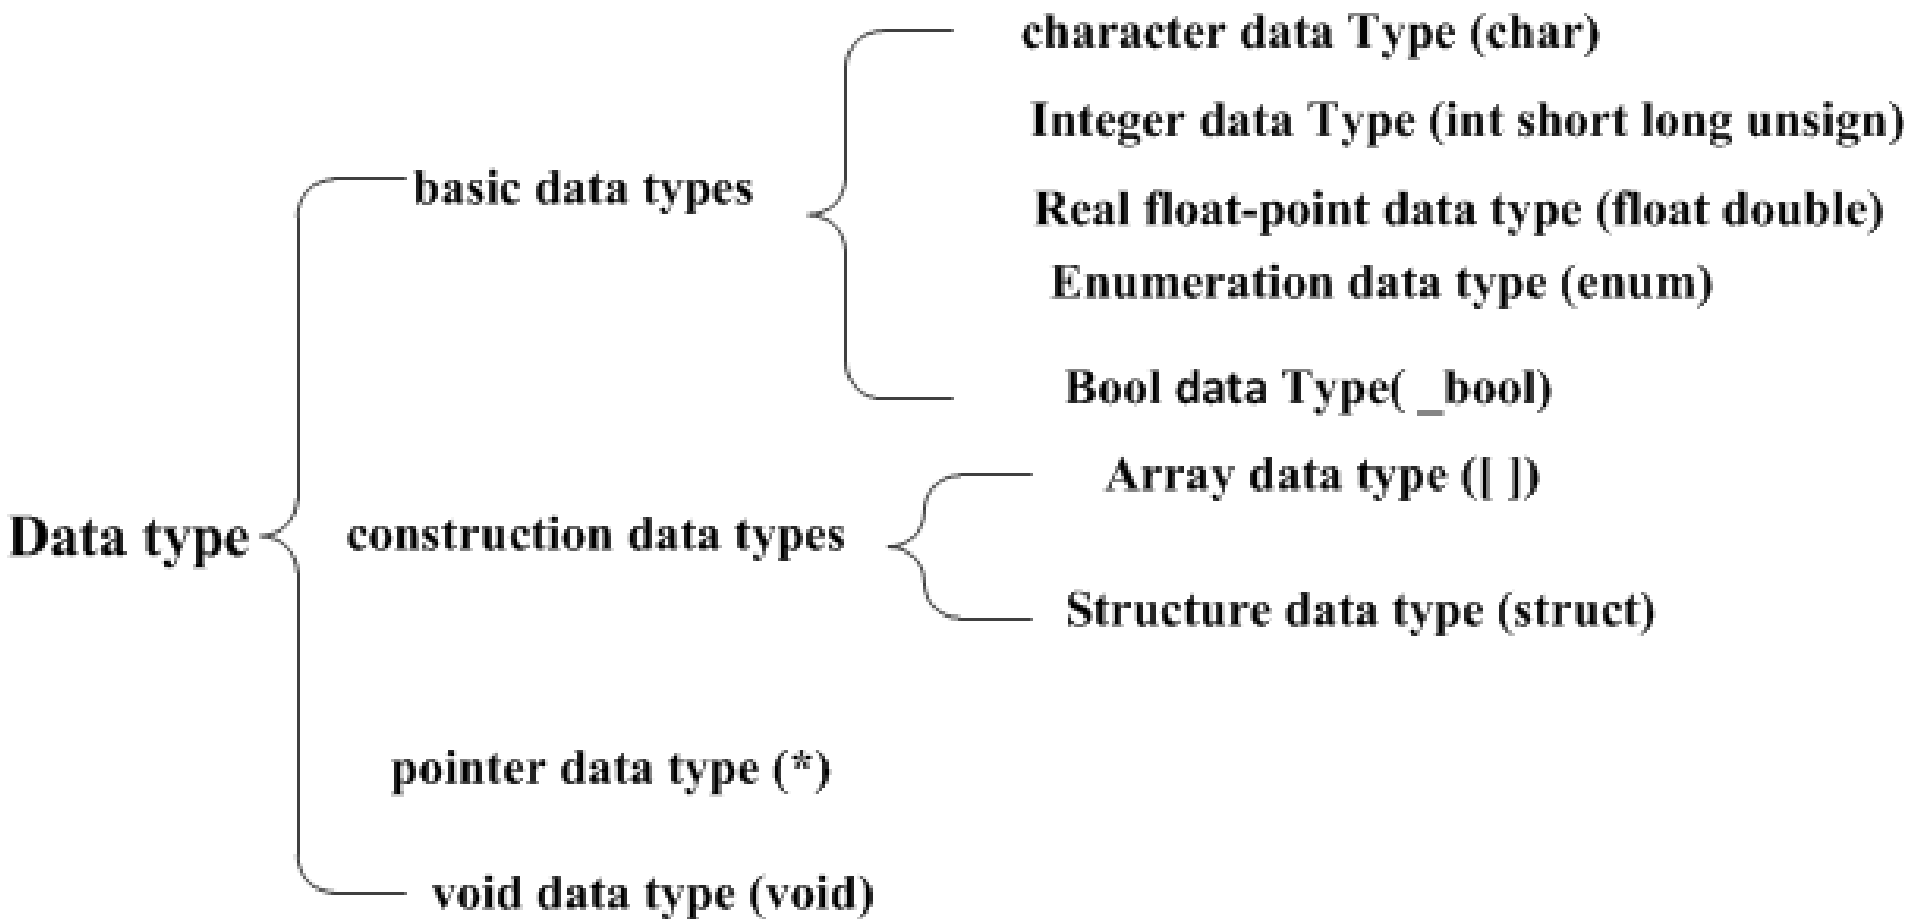 character data Type (char)
Integer data Type (int short long unsign)
basic data types
Real float-point data type (float double)
Enumeration data type (enum)
Bool data Type( _bool)
Array data type ([ ])
Data type
construction data types
Structure data type (struct)
pointer data type (*)
void data type (void)